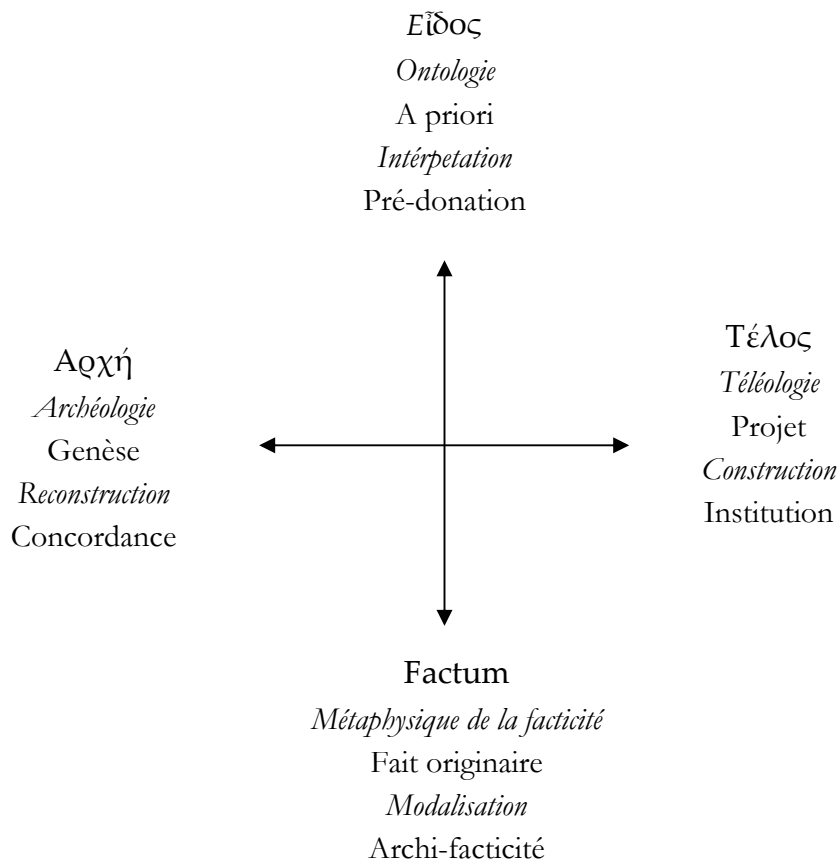 Εἶδος
Ontologie
A priori
Intérpetation
Pré-donation
Αρχή
Archéologie
Genèse
Reconstruction
Concordance
Τέλος
Téléologie
Projet
Construction
Institution
Factum
Métaphysique de la facticité
Fait originaire
Modalisation
Archi-facticité